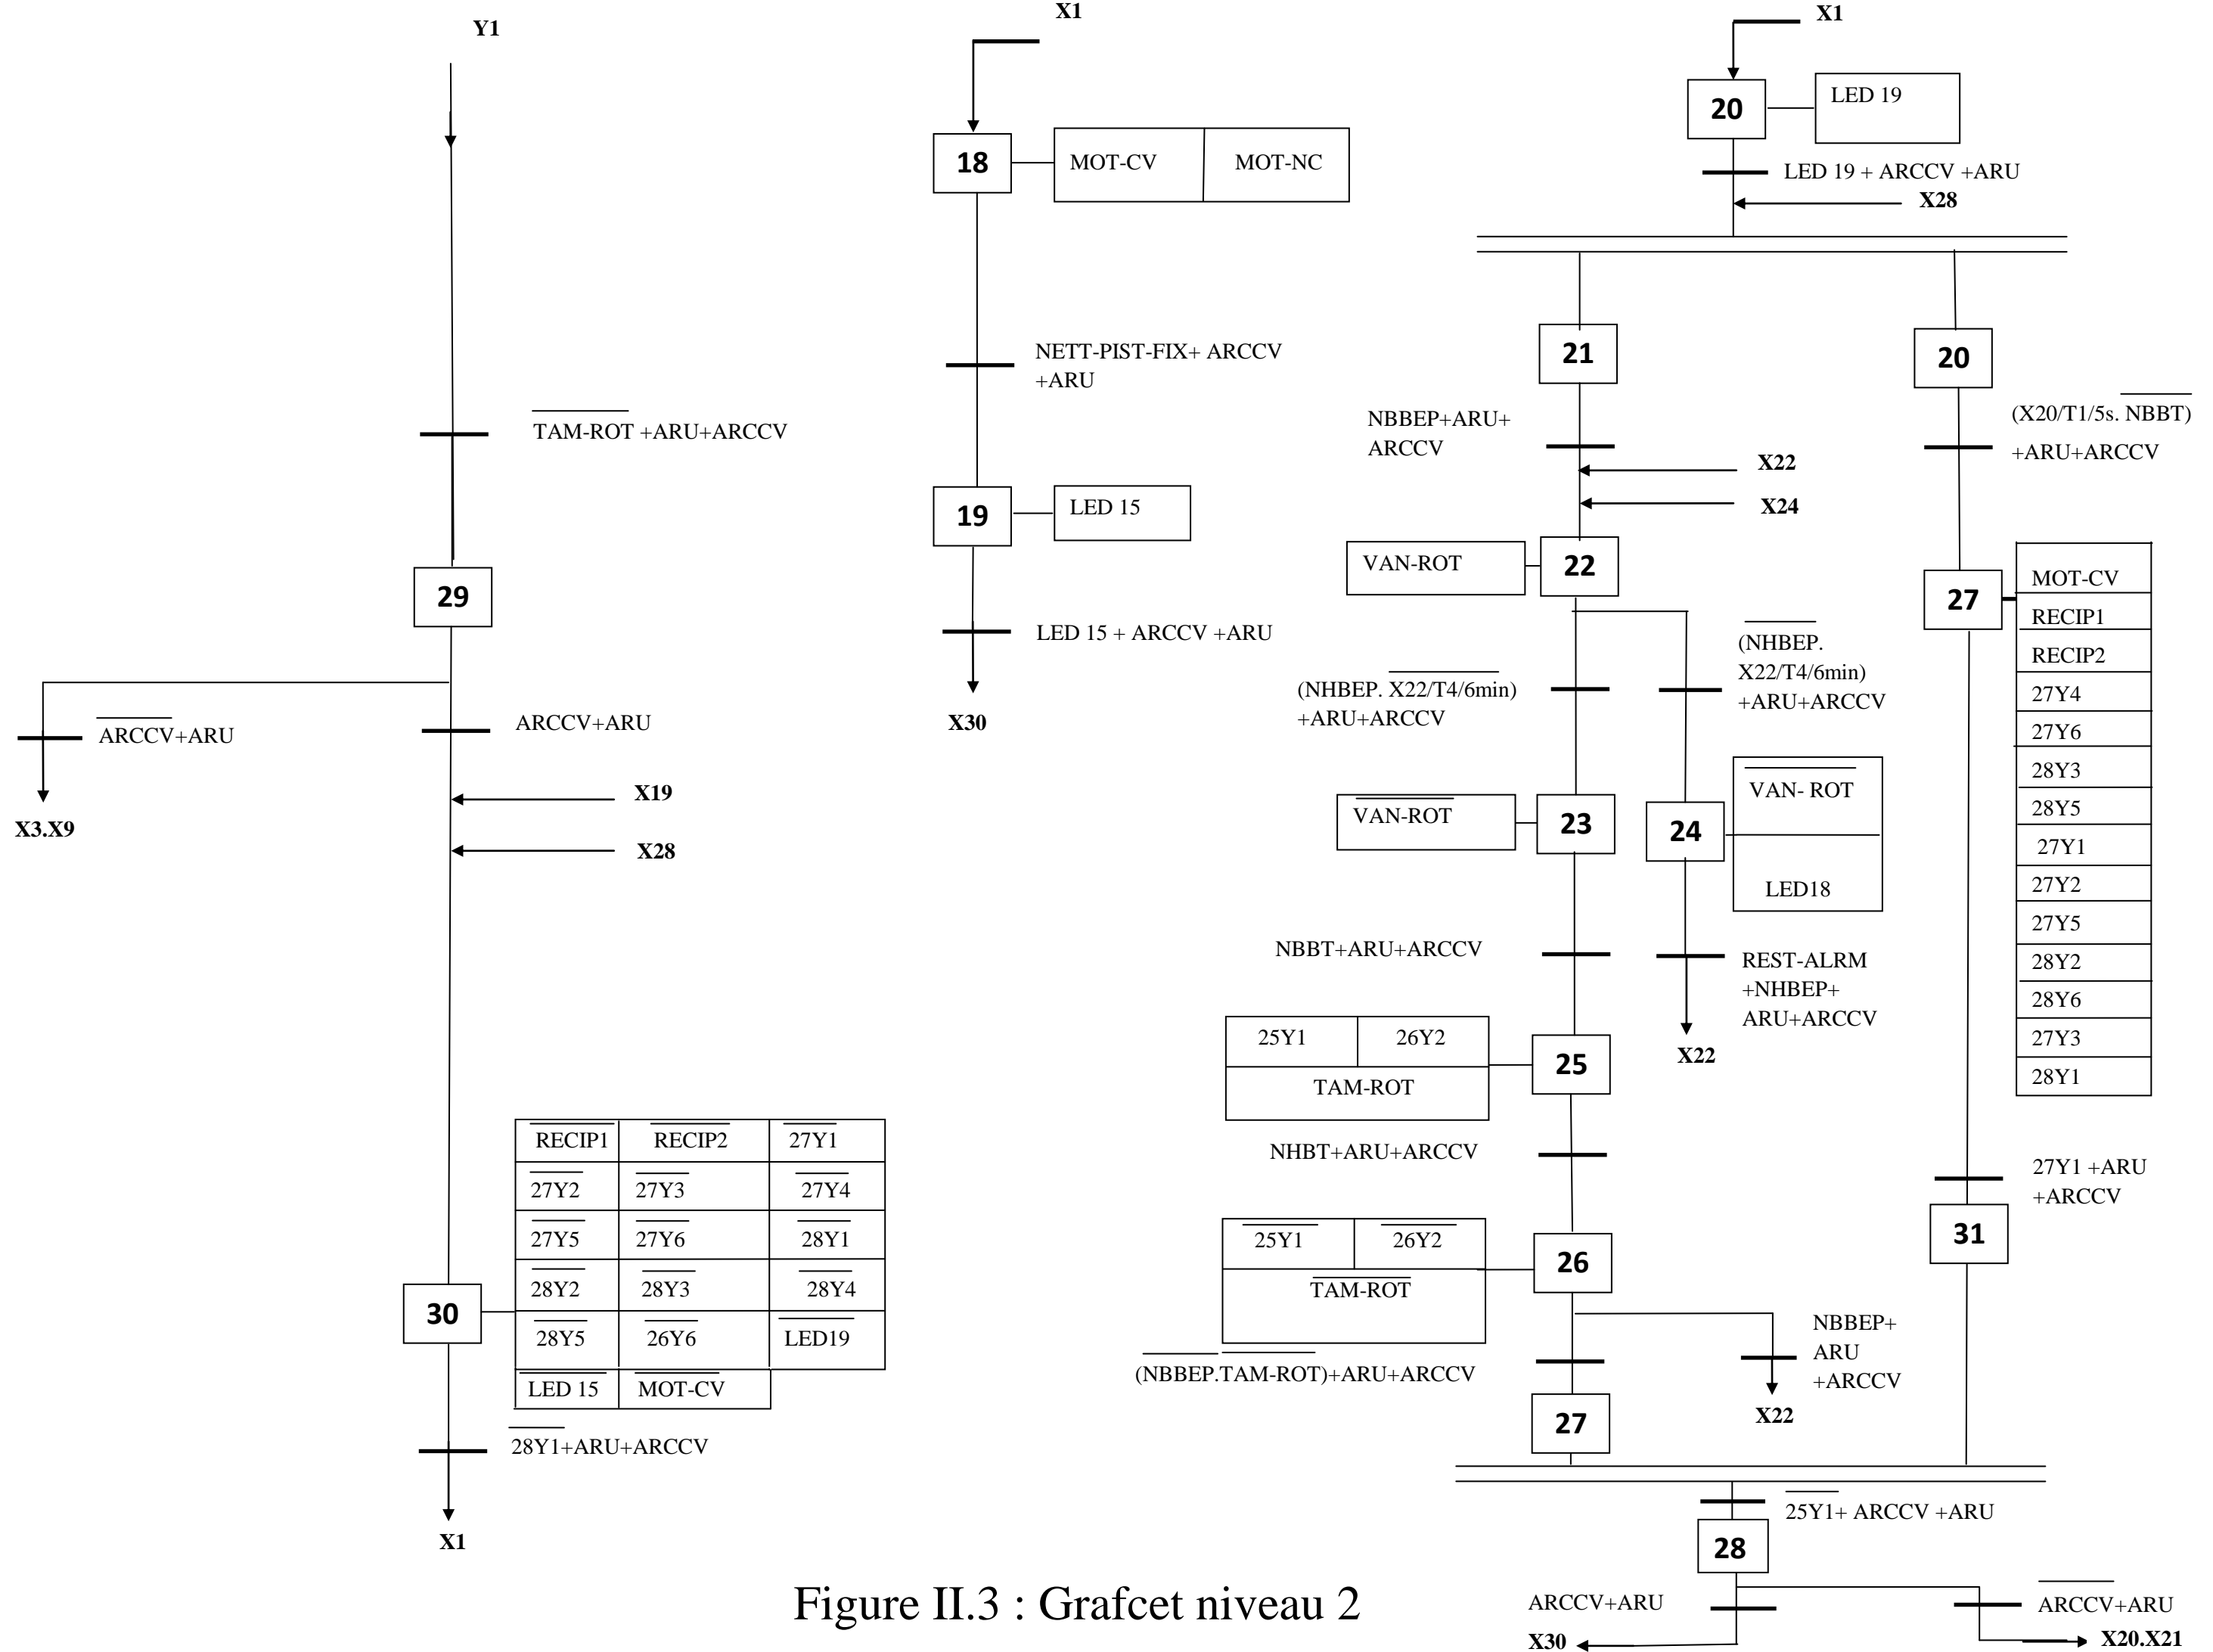 Y1
TAM-ROT +ARU+ARCCV
29
ARCCV+ARU
X3.X9
ARCCV+ARU
X19
X28
30
RECIP1 RECIP2 27Y1
27Y2 27Y3 27Y4
27Y5 27Y6 28Y1
28Y2 28Y3 28Y4
28Y5 26Y6 LED19
LED 15 MOT-CV
28Y1+ARU+ARCCV
X1
X1
18
MOT-CV MOT-NC
NETT-PIST-FIX+ ARCCV
+ARU
19
LED 15
LED 15 + ARCCV +ARU
X30
X1
20
LED 19
LED 19 + ARCCV +ARU
X28
21
NBBEP+ARU+
ARCCV
X22
X24
VAN-ROT
22
(NHBEP. X22/T4/6min)
+ARU+ARCCV
(NHBEP.
X22/T4/6min)
+ARU+ARCCV
VAN-ROT
23
24
VAN- ROT
LED18
NBBT+ARU+ARCCV
REST-ALRM
+NHBEP+
ARU+ARCCV
X22
25Y1 26Y2
TAM-ROT
25
NHBT+ARU+ARCCV
25Y1 26Y2
TAM-ROT
26
(NBBEP.TAM-ROT)+ARU+ARCCV
NBBEP+
ARU
+ARCCV
X22
27
20
(X20/T1/5s. NBBT)
+ARU+ARCCV
27
MOT-CV
RECIP1
RECIP2
27Y4
27Y6
28Y3
28Y5
27Y1
27Y2
27Y5
28Y2
28Y6
27Y3
28Y1
27Y1 +ARU
+ARCCV
31
25Y1+ ARCCV +ARU
28
ARCCV+ARU
X30
ARCCV+ARU
X20.X21
Figure II.3 : Grafcet niveau 2